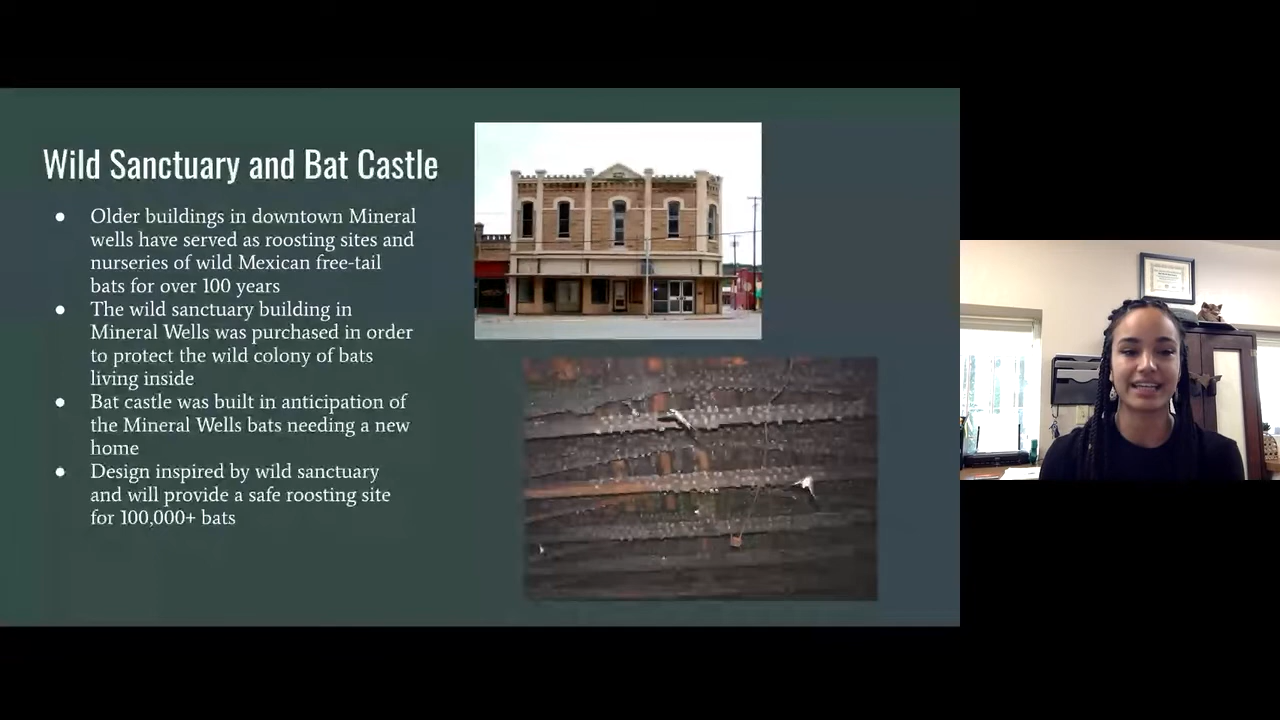 Wild Sanctuary and Bat Castle
● Older buildings in downtown Mineral
wells have served as roosting sites and
nurseries of wild Mexican free-tail
bats for over 100 years
● The wild sanctuary building in
Mineral Wells was purchased in order
to protect the wild colony of bats
living inside
● Bat castle was built in anticipation of
the Mineral Wells bats needing a new
home
● Design inspired by wild sanctuary
and will provide a safe roosting site
for 100,000+ bats